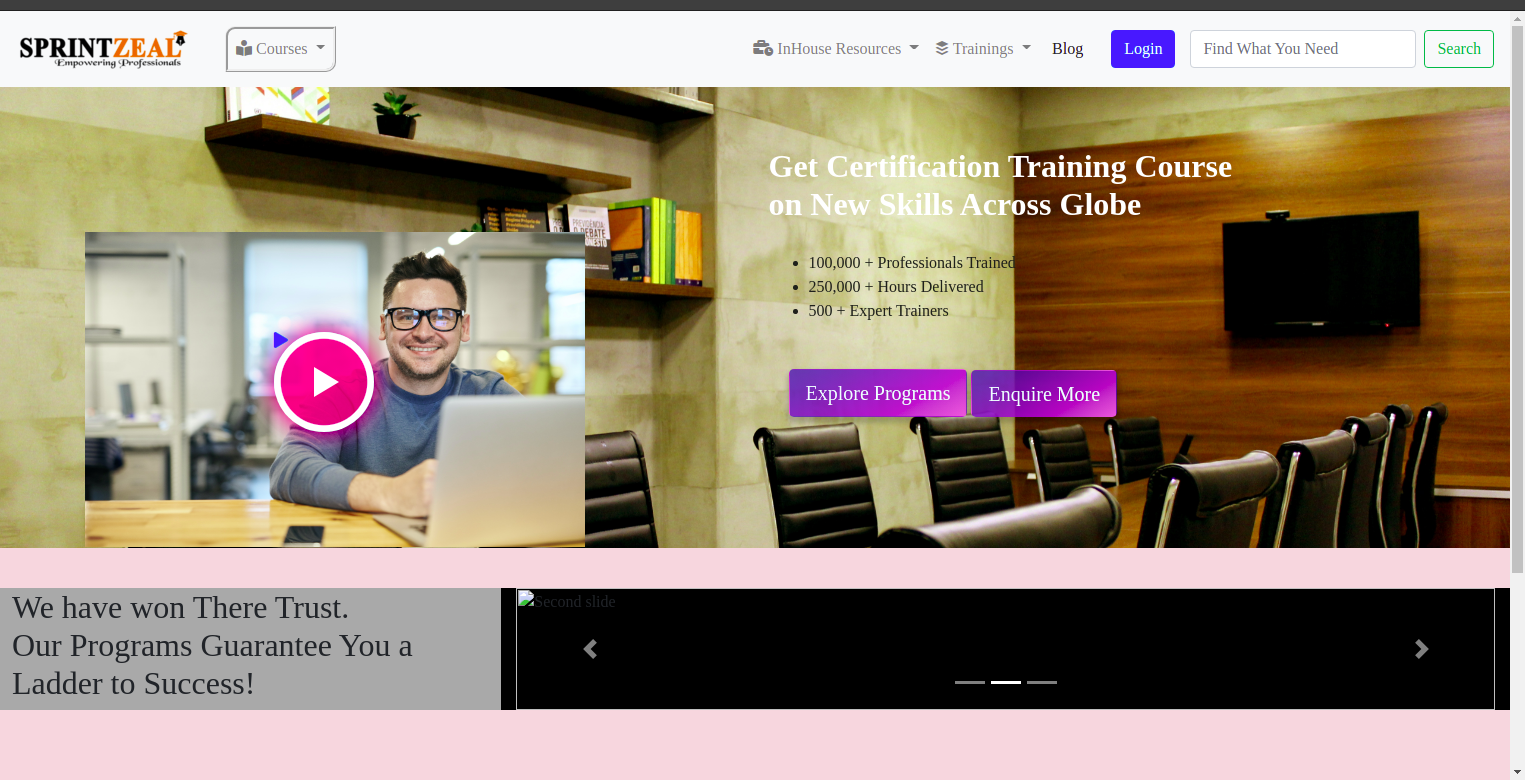 SPRINTZEAL
Empowering Professionals
Courses
InHouse Resources
Trainings
Blog
Login
Find What You Need
Search
Get Certification Training Course
on New Skills Across Globe
100,000 + Professionals Trained
250,000 + Hours Delivered
500 + Expert Trainers
Explore Programs
Enquire More
We have won There Trust.
Our Programs Guarantee You a
Ladder to Success!
Second slide